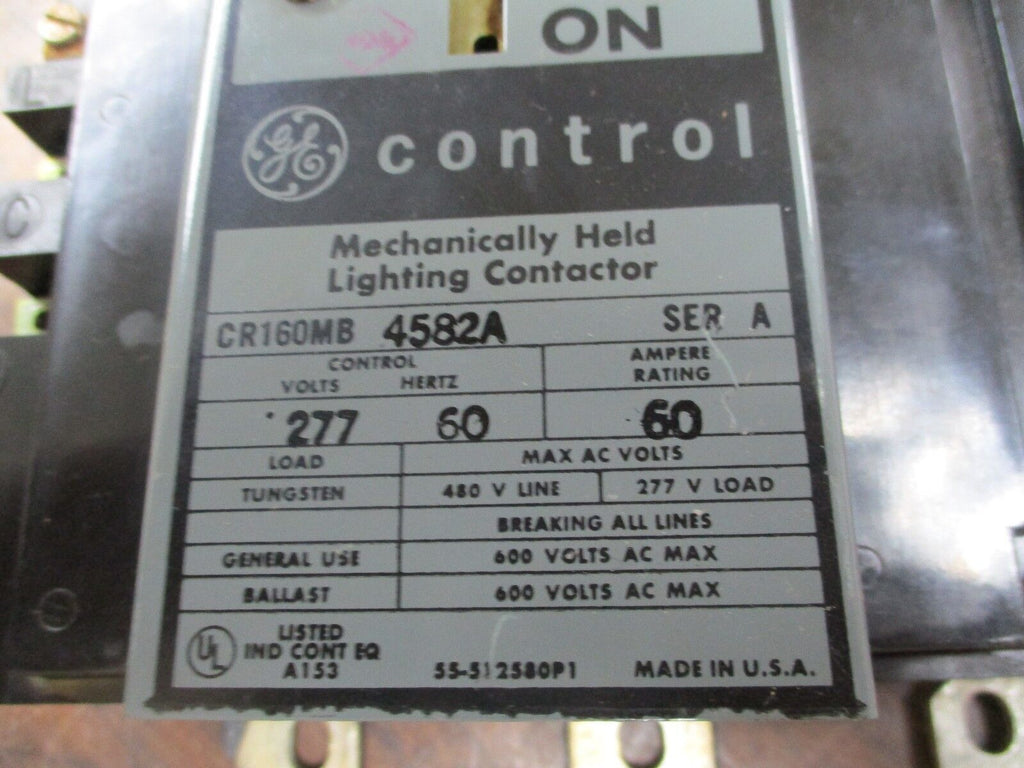 ON
GE control
Mechanically Held
Lighting Contactor
CR160MB 4582A SER A
CONTROL
VOLTS HERTZ
AMPERE
RATING
277 60 60
LOAD MAX AC VOLTS
TUNGSTEN 480 V LINE 277 V LOAD
BREAKING ALL LINES
GENERAL USE 600 VOLTS AC MAX
BALLAST 600 VOLTS AC MAX
UL LISTED
IND CONT EQ
A153
55-512580P1 MADE IN U.S.A.
C